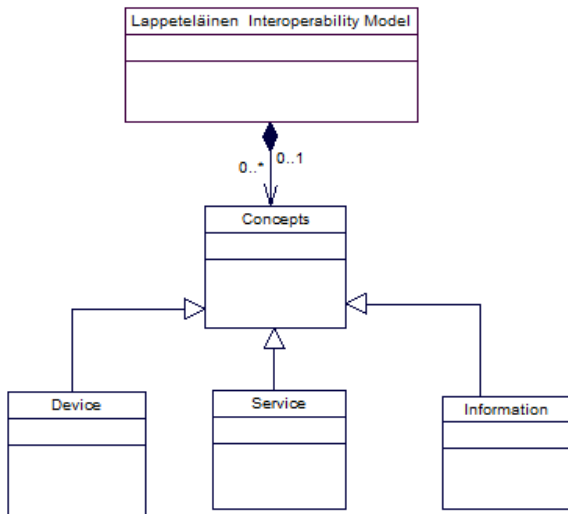 Lappeteläinen  Interoperability Model
0..1
0..*
Concepts
Device
Service
Information